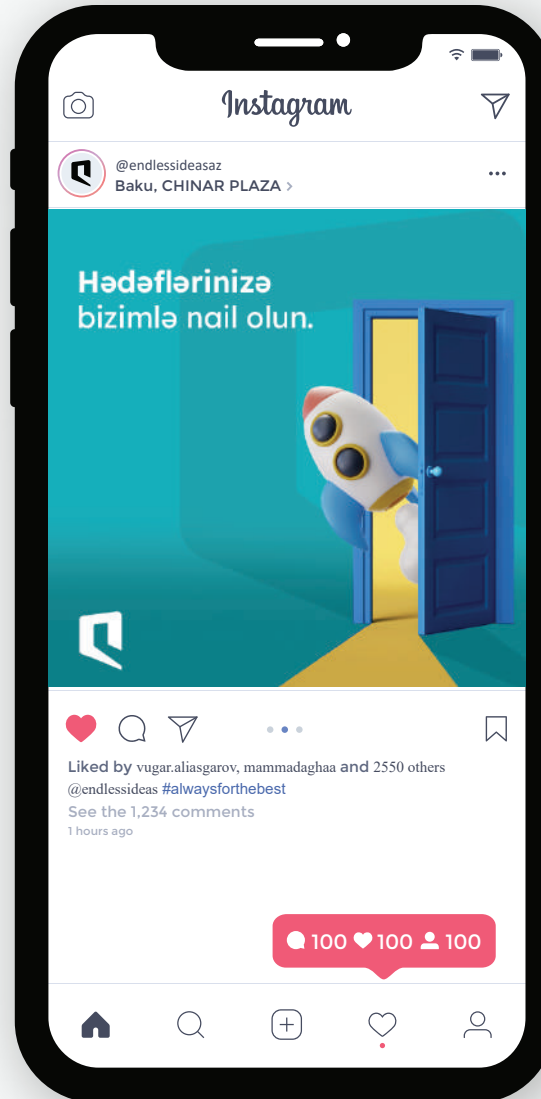 Instagram
@endlessideasaz
Baku, CHINAR PLAZA >
Hədəflərinizə
bizimlə nail olun.
Liked by vugar.aliasgarov, mammadaghaa and 2550 others
@endlessideas #alwaysforthebest
See the 1,234 comments
1 hours ago
100 100 100